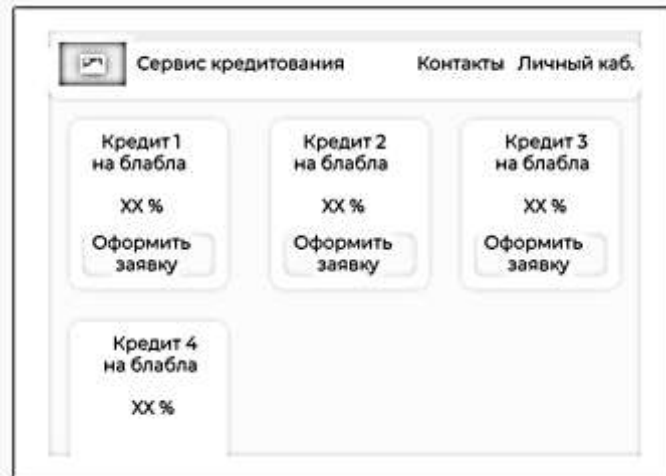 Сервис кредитования
Контакты Личный каб.
Кредит 1
на блабла
XX %
Оформить
заявку
Кредит 2
на блабла
XX %
Оформить
заявку
Кредит 3
на блабла
XX %
Оформить
заявку
Кредит 4
на блабла
XX %